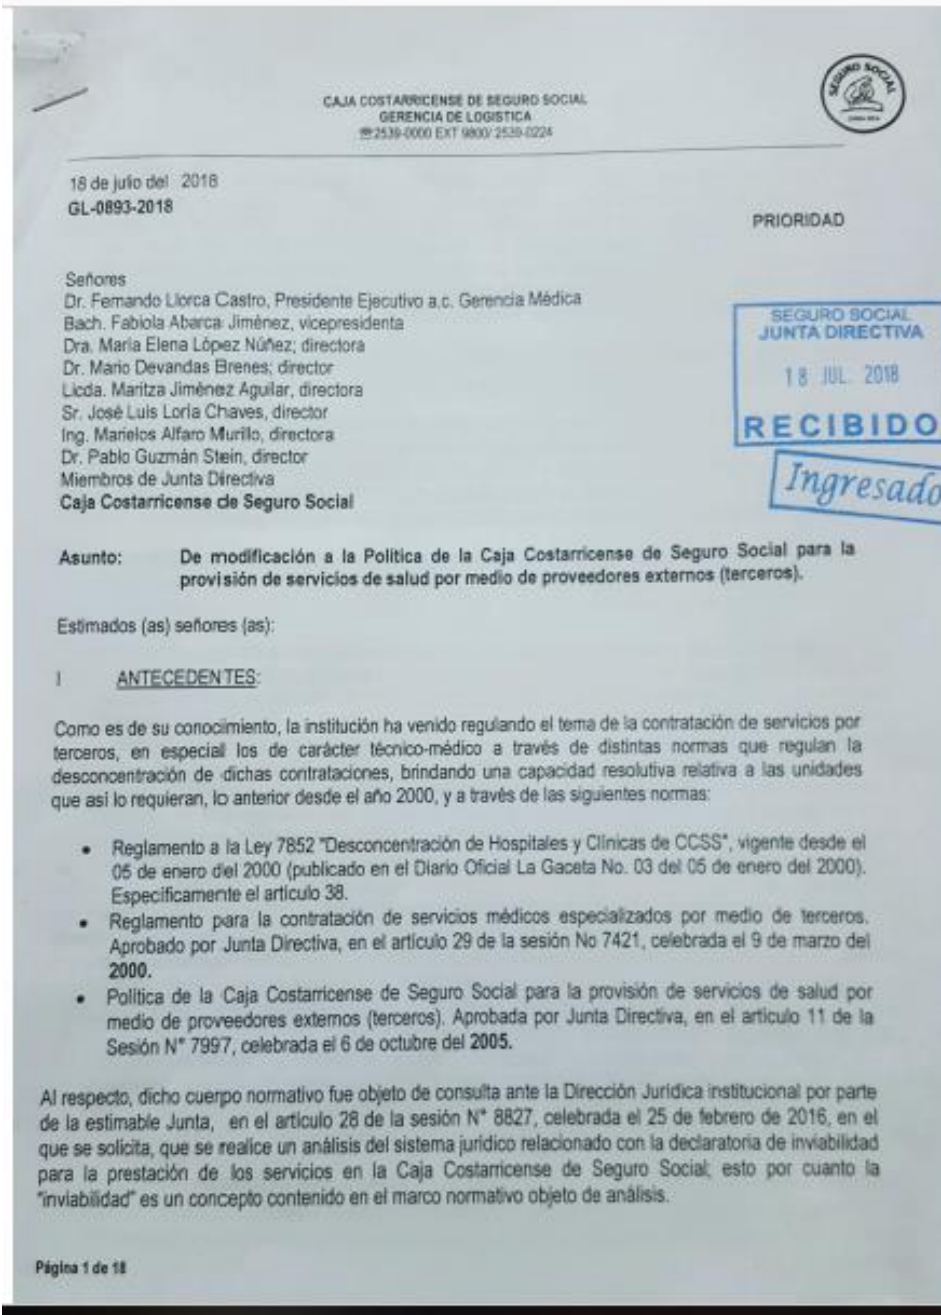 CAJA COSTARRICENSE DE SEGURO SOCIAL
GERENCIA DE LOGISTICA
☎2539-0000 EXT 9800/ 2539-0224
SEGURO SOCIAL
18 de julio del 2018
GL-0893-2018
PRIORIDAD
Señores
Dr. Fernando Llorca Castro, Presidente Ejecutivo a.c. Gerencia Médica
Bach. Fabiola Abarca Jiménez, vicepresidenta
Dra. María Elena López Núñez; directora
Dr. Mario Devandas Brenes; director
Licda. Maritza Jiménez Aguilar, directora
Sr. José Luis Loria Chaves, director
Ing. Marielos Alfaro Murillo, directora
Dr. Pablo Guzmán Stein, director
Miembros de Junta Directiva
Caja Costarricense de Seguro Social
SEGURO SOCIAL
JUNTA DIRECTIVA
18 JUL. 2018
RECIBIDO
Ingresado
Asunto: De modificación a la Política de la Caja Costarricense de Seguro Social para la
provisión de servicios de salud por medio de proveedores externos (terceros).
Estimados (as) señores (as):
I ANTECEDENTES:
Como es de su conocimiento, la institución ha venido regulando el tema de la contratación de servicios por
terceros, en especial los de carácter técnico-médico a través de distintas normas que regulan la
desconcentración de dichas contrataciones, brindando una capacidad resolutiva relativa a las unidades
que así lo requieran, lo anterior desde el año 2000, y a través de las siguientes normas:
• Reglamento a la Ley 7852 "Desconcentración de Hospitales y Clínicas de CCSS", vigente desde el
05 de enero del 2000 (publicado en el Diario Oficial La Gaceta No. 03 del 05 de enero del 2000).
Específicamente el artículo 38.
• Reglamento para la contratación de servicios médicos especializados por medio de terceros.
Aprobado por Junta Directiva, en el artículo 29 de la sesión No 7421, celebrada el 9 de marzo del
2000.
• Política de la Caja Costarricense de Seguro Social para la provisión de servicios de salud por
medio de proveedores externos (terceros). Aprobada por Junta Directiva, en el artículo 11 de la
Sesión N° 7997, celebrada el 6 de octubre del 2005.
Al respecto, dicho cuerpo normativo fue objeto de consulta ante la Dirección Jurídica institucional por parte
de la estimable Junta, en el artículo 28 de la sesión N° 8827, celebrada el 25 de febrero de 2016, en el
que se solicita, que se realice un análisis del sistema jurídico relacionado con la declaratoria de inviabilidad
para la prestación de los servicios en la Caja Costarricense de Seguro Social; esto por cuanto la
"inviabilidad" es un concepto contenido en el marco normativo objeto de análisis.
Página 1 de 18